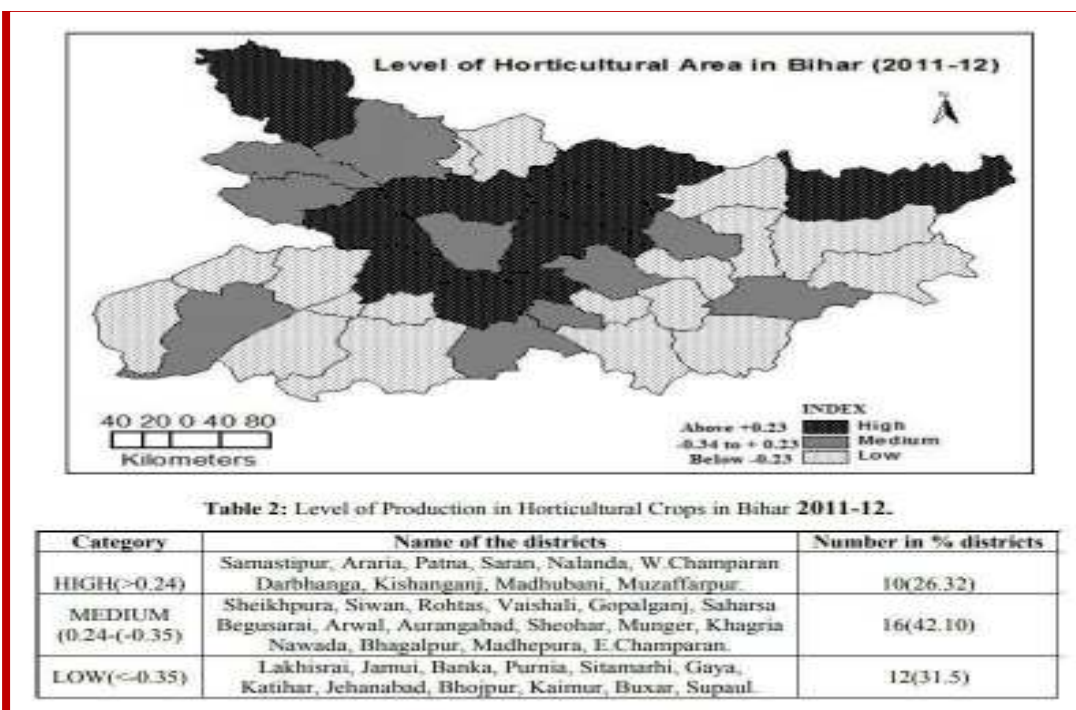 Level of Horticultural Area in Bihar (2011-12)
N
40 20 0 40 80
Kilometers
INDEX
Above +0.23 High
-0.34 to + 0.23 Medium
Below -0.23 Low
Table 2: Level of Production in Horticultural Crops in Bihar 2011-12.
Category Name of the districts Number in % districts
HIGH(>0.24) Samastipur, Araria, Patna, Saran, Nalanda, W.Champaran
Darbhanga, Kishanganj, Madhubani, Muzaffarpur. 10(26.32)
MEDIUM
(0.24-(-0.35) Sheikhpura, Siwan, Rohtas, Vaishali, Gopalganj, Saharsa
Begusarai, Arwal, Aurangabad, Sheohar, Munger, Khagria
Nawada, Bhagalpur, Madhepura, E.Champaran. 16(42.10)
LOW(<-0.35) Lakhisrai, Jamui, Banka, Purnia, Sitamarhi, Gaya,
Katihar, Jehanabad, Bhojpur, Kaimur, Buxar, Supaul. 12(31.5)